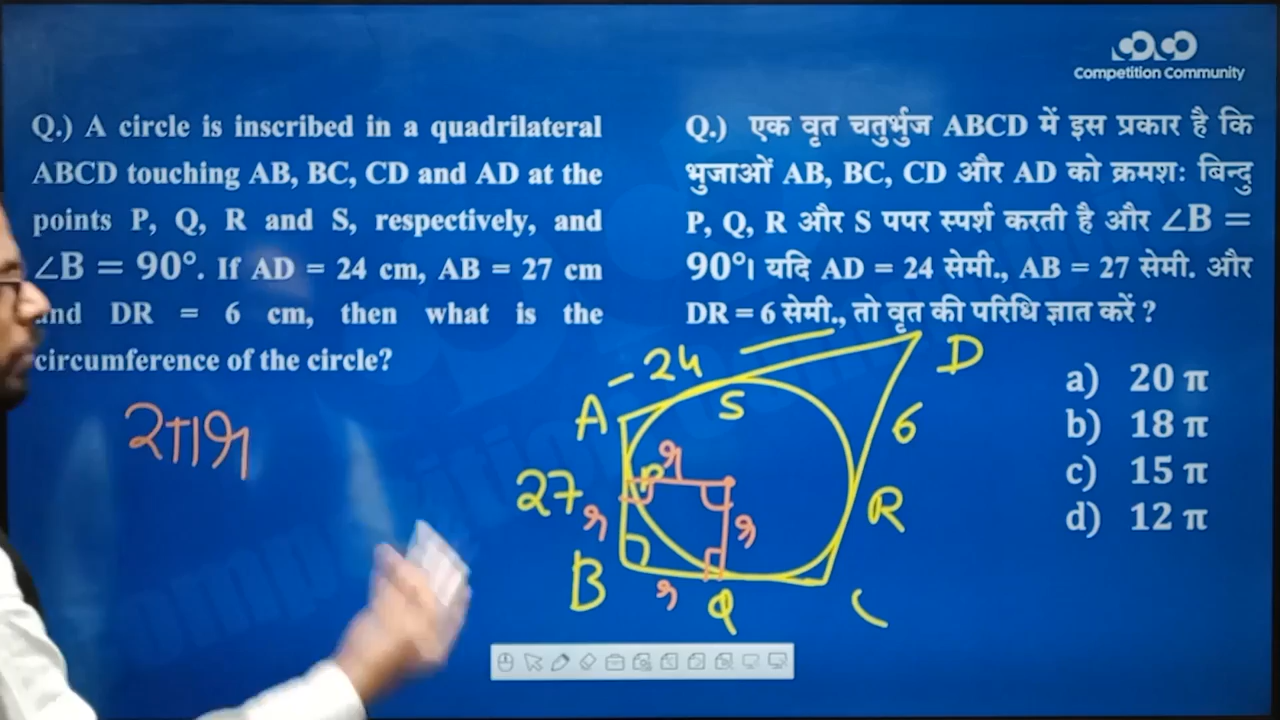 Competition Community
Q.) A circle is inscribed in a quadrilateral
ABCD touching AB, BC, CD and AD at the
points P, Q, R and S, respectively, and
∠B = 90°. If AD = 24 cm, AB = 27 cm
and DR = 6 cm, then what is the
circumference of the circle?
Q.) एक वृत चतुर्भुज ABCD में इस प्रकार है कि
भुजाओं AB, BC, CD और AD को क्रमशः बिन्दु
P, Q, R और S पपर स्पर्श करती है और ∠B =
90°। यदि AD = 24 सेमी., AB = 27 सेमी. और
DR = 6 सेमी., तो वृत की परिधि ज्ञात करें ?
a) 20 π
b) 18 π
c) 15 π
d) 12 π
24
D
A
S
6
r
P
27
r
r
R
B
r
Q
C